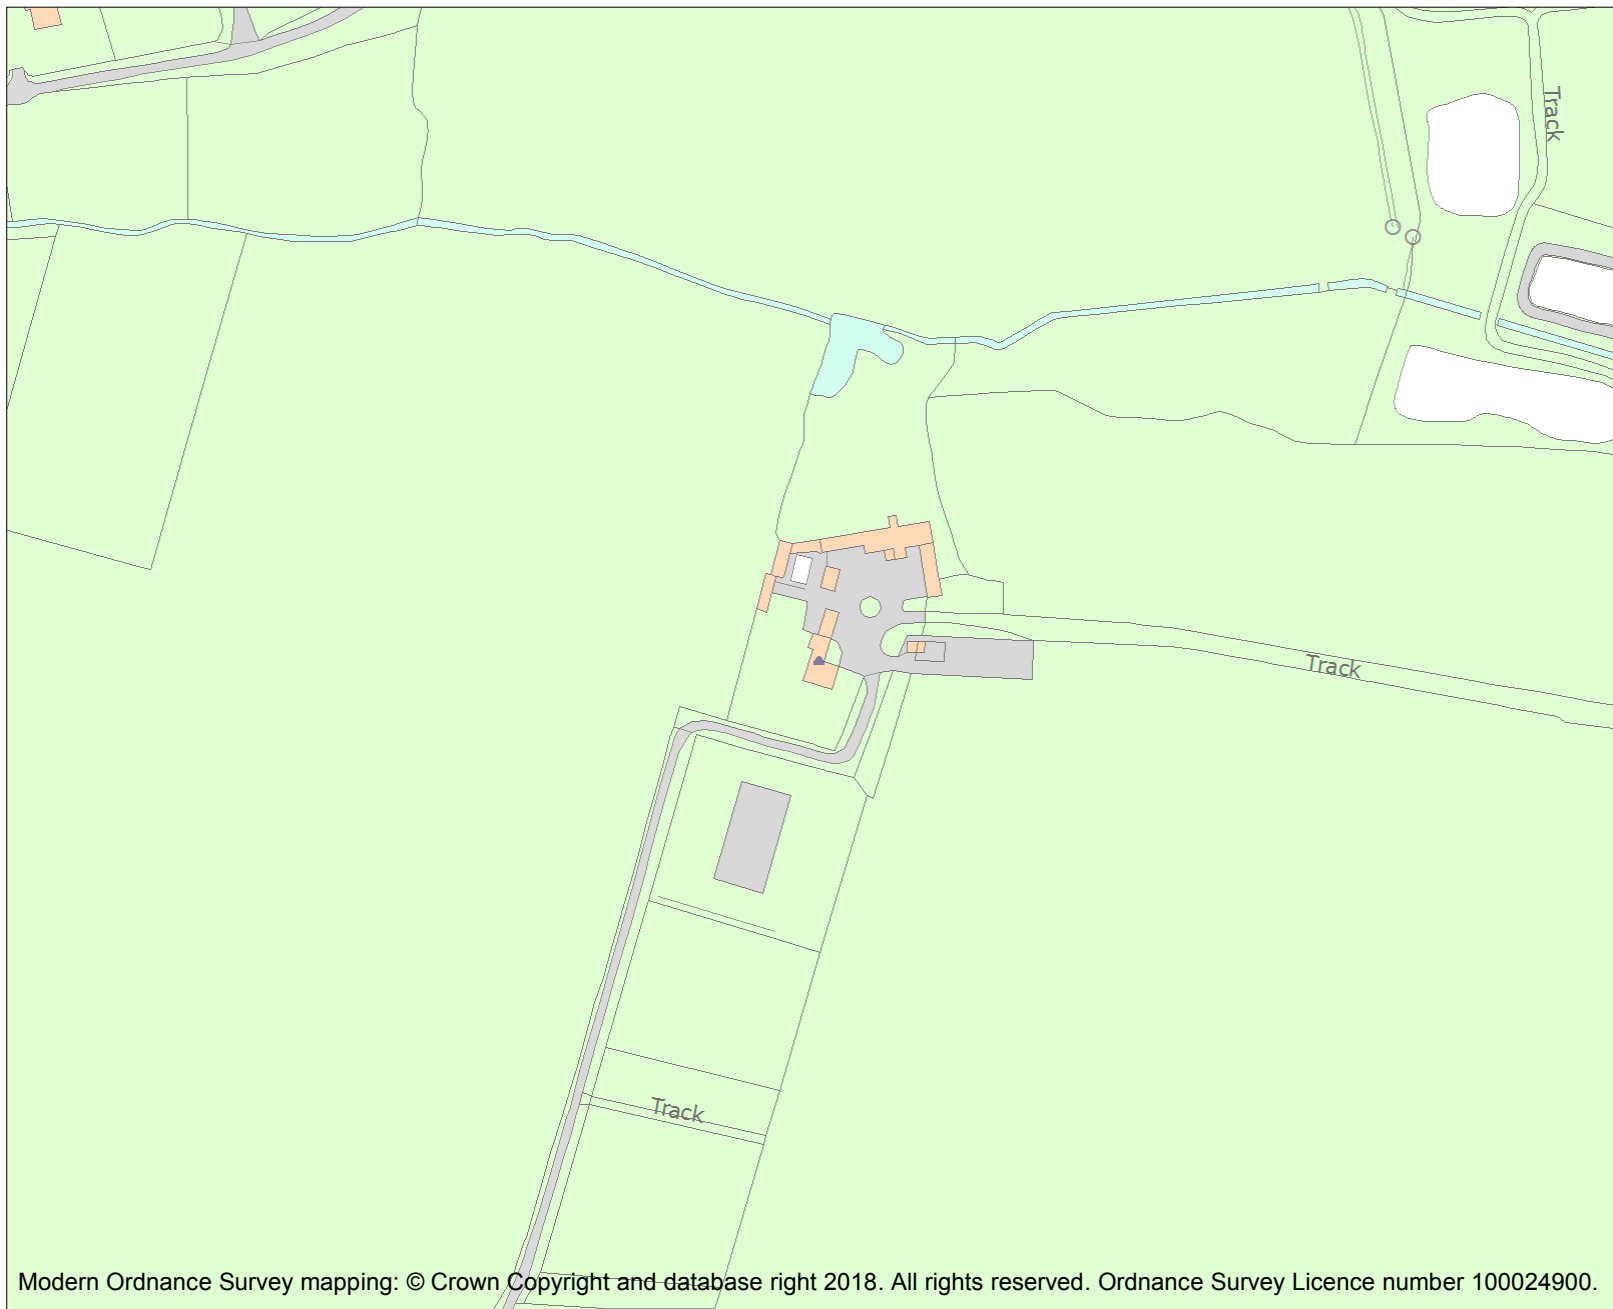 Track
Track
Track
Modern Ordnance Survey mapping: © Crown Copyright and database right 2018. All rights reserved. Ordnance Survey Licence number 100024900.